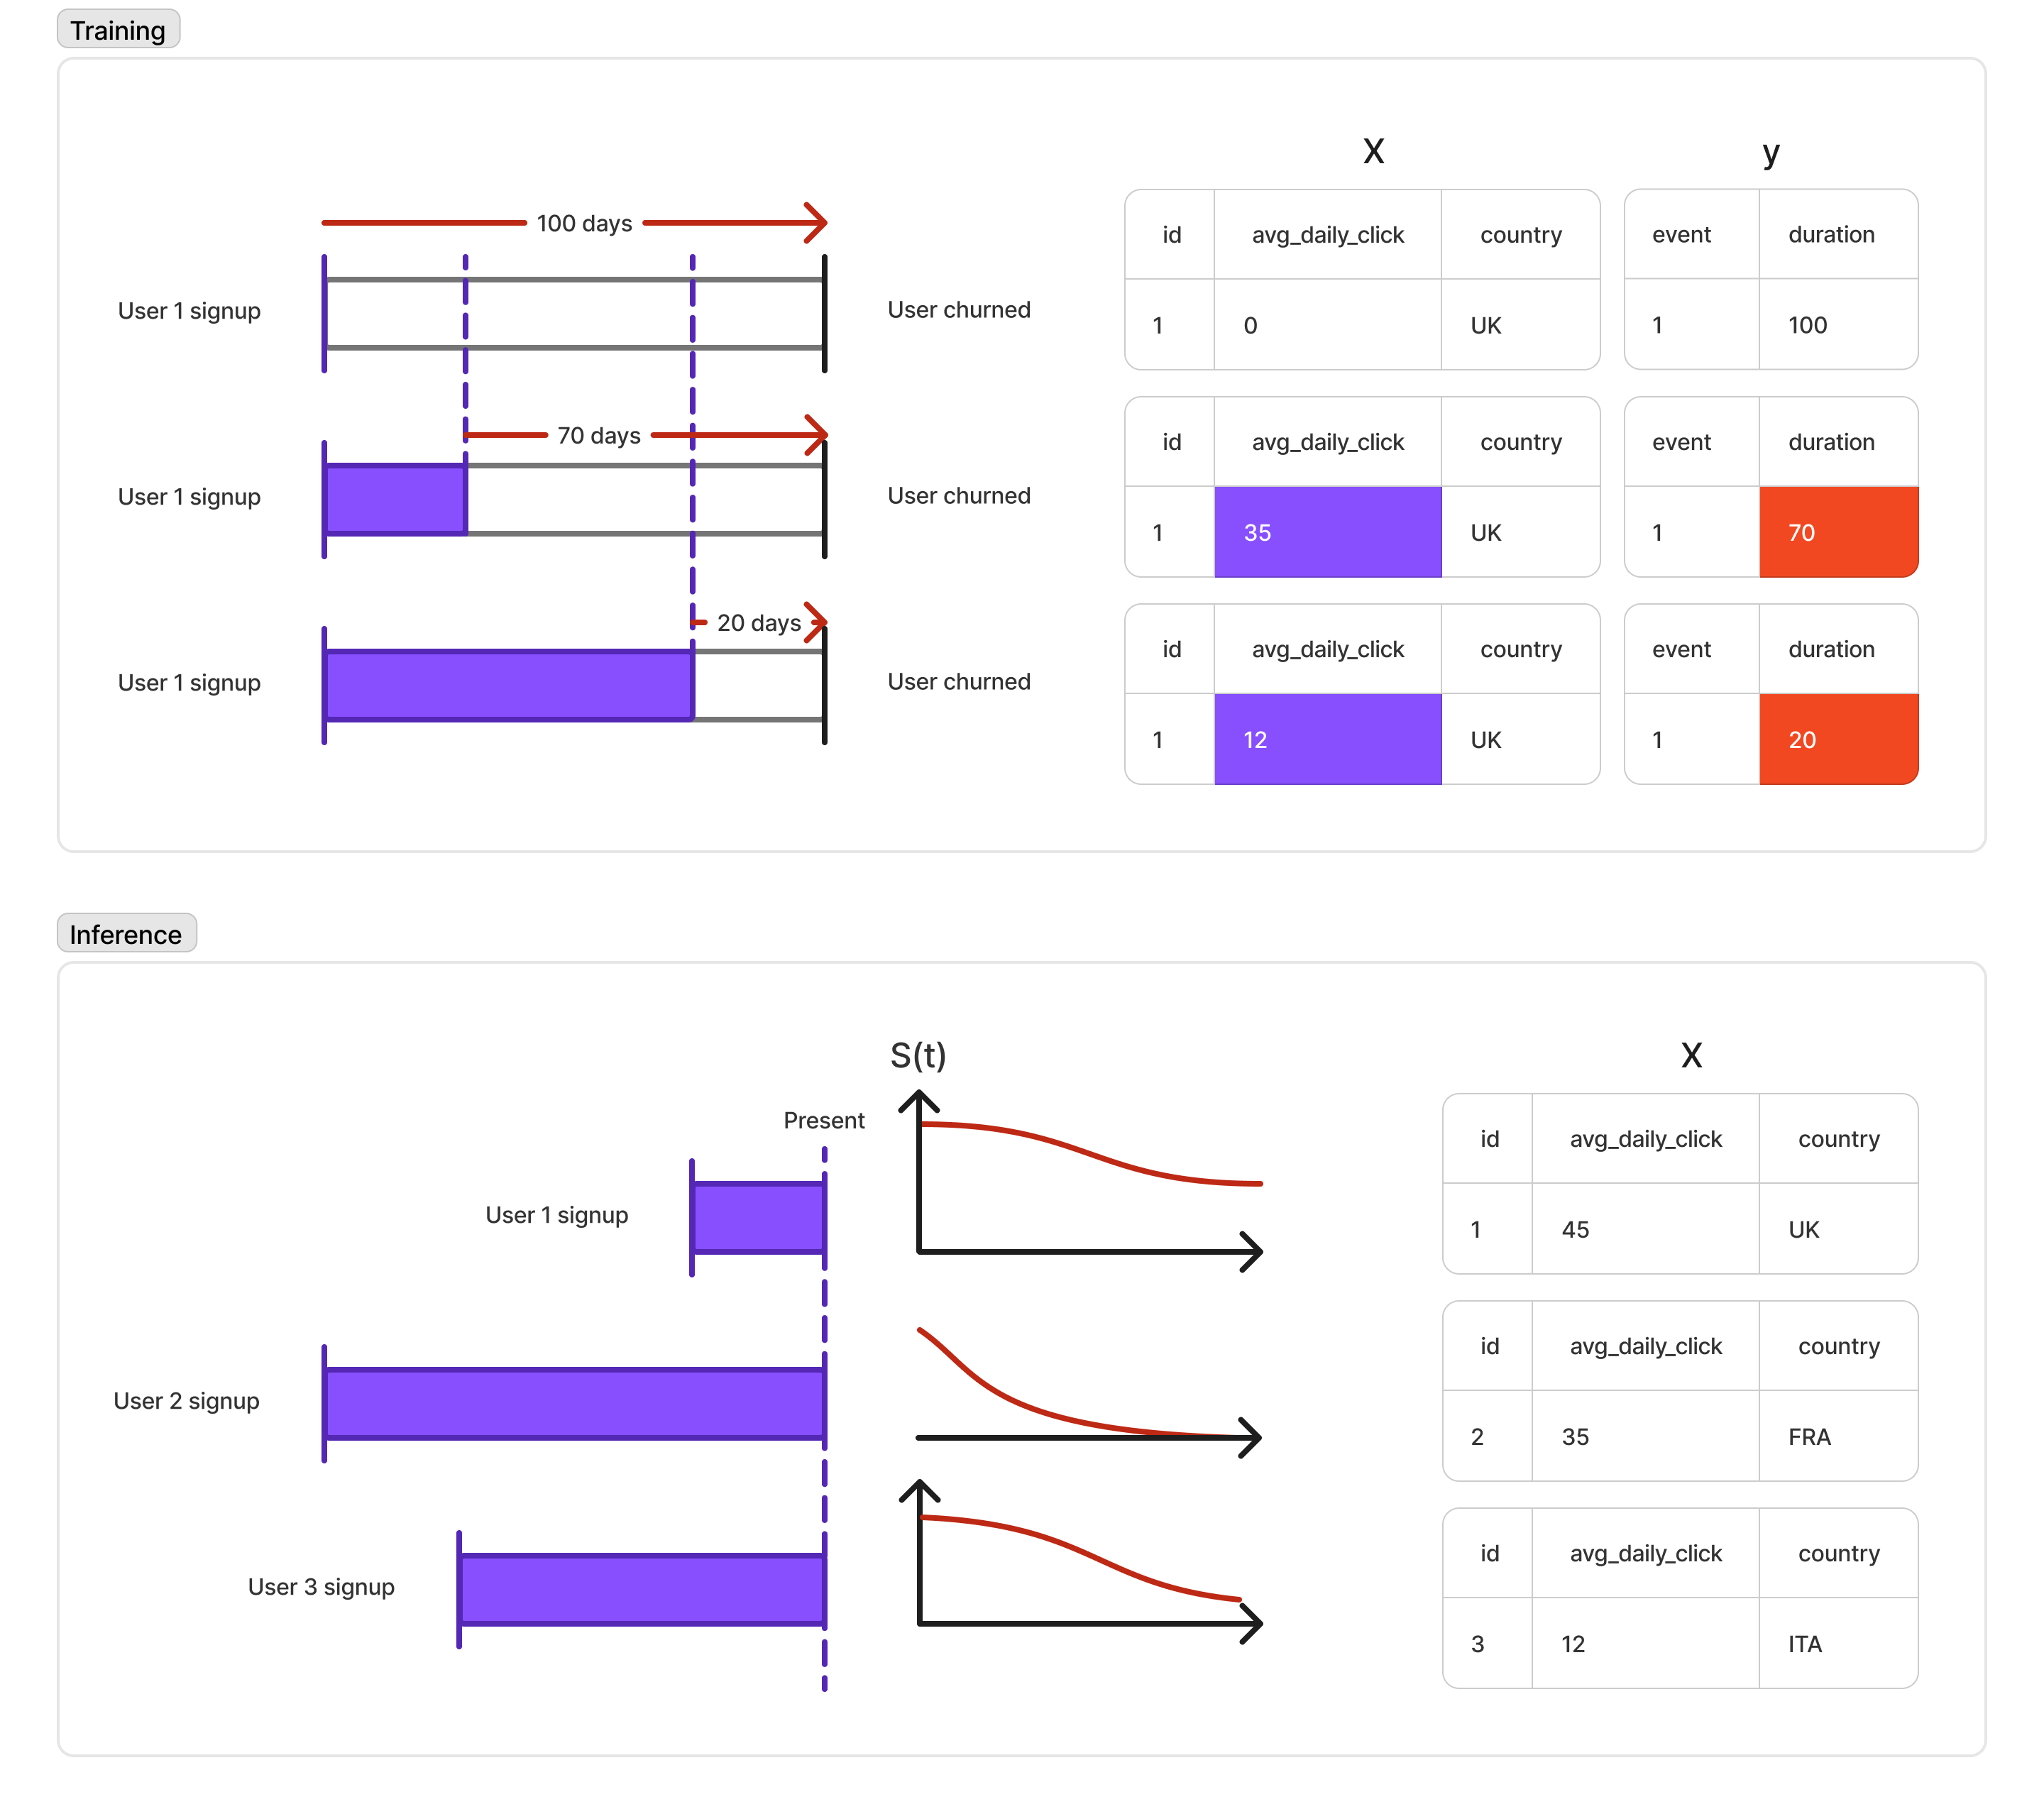 Training
X
y
100 days
User 1 signup
User churned
id avg_daily_click country
1 0 UK
event duration
1 100
70 days
User 1 signup
User churned
id avg_daily_click country
1 35 UK
event duration
1 70
20 days
User 1 signup
User churned
id avg_daily_click country
1 12 UK
event duration
1 20
Inference
S(t)
X
Present
User 1 signup
id avg_daily_click country
1 45 UK
User 2 signup
id avg_daily_click country
2 35 FRA
User 3 signup
id avg_daily_click country
3 12 ITA